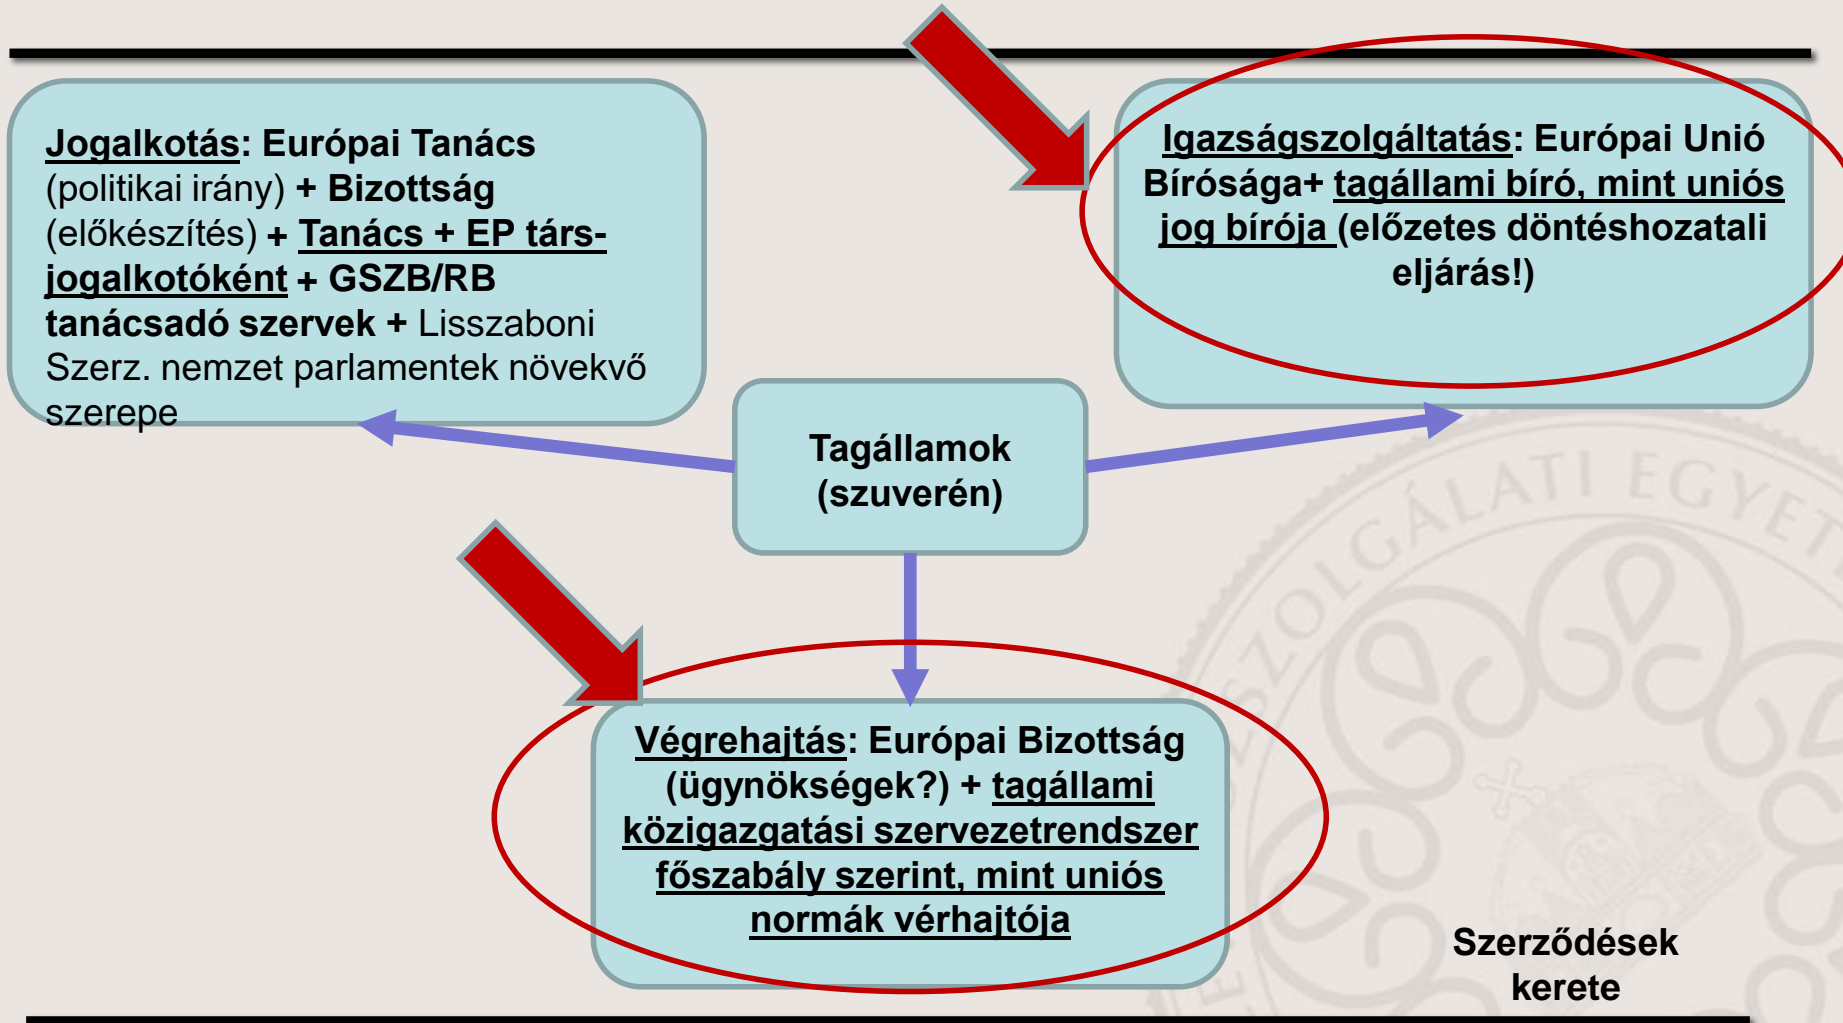 Jogalkotás: Európai Tanács
(politikai irány) + Bizottság
(előkészítés) + Tanács + EP társ-
jogalkotóként + GSZB/RB
tanácsadó szervek + Lisszaboni
Szerz. nemzet parlamentek növekvő
szerepe
Igazságszolgáltatás: Európai Unió
Bírósága+ tagállami bíró, mint uniós
jog bírója (előzetes döntéshozatali
eljárás!)
Tagállamok
(szuverén)
Végrehajtás: Európai Bizottság
(ügynökségek?) + tagállami
közigazgatási szervezetrendszer
főszabály szerint, mint uniós
normák vérhajtója
Szerződések
kerete